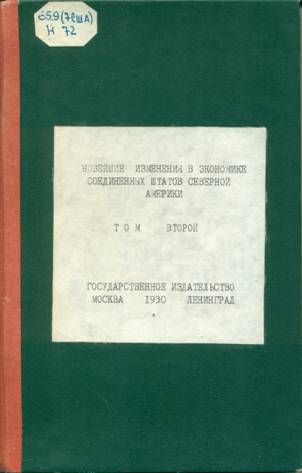 65.9(7США)
Н 72
НОВЕЙШИЕ ИЗМЕНЕНИЯ В ЭКОНОМИКЕ
СОЕДИНЕННЫХ ШТАТОВ СЕВЕРНОЙ
АМЕРИКИ
ТОМ ВТОРОЙ
ГОСУДАРСТВЕННОЕ ИЗДАТЕЛЬСТВО
МОСКВА 1930 ЛЕНИНГРАД